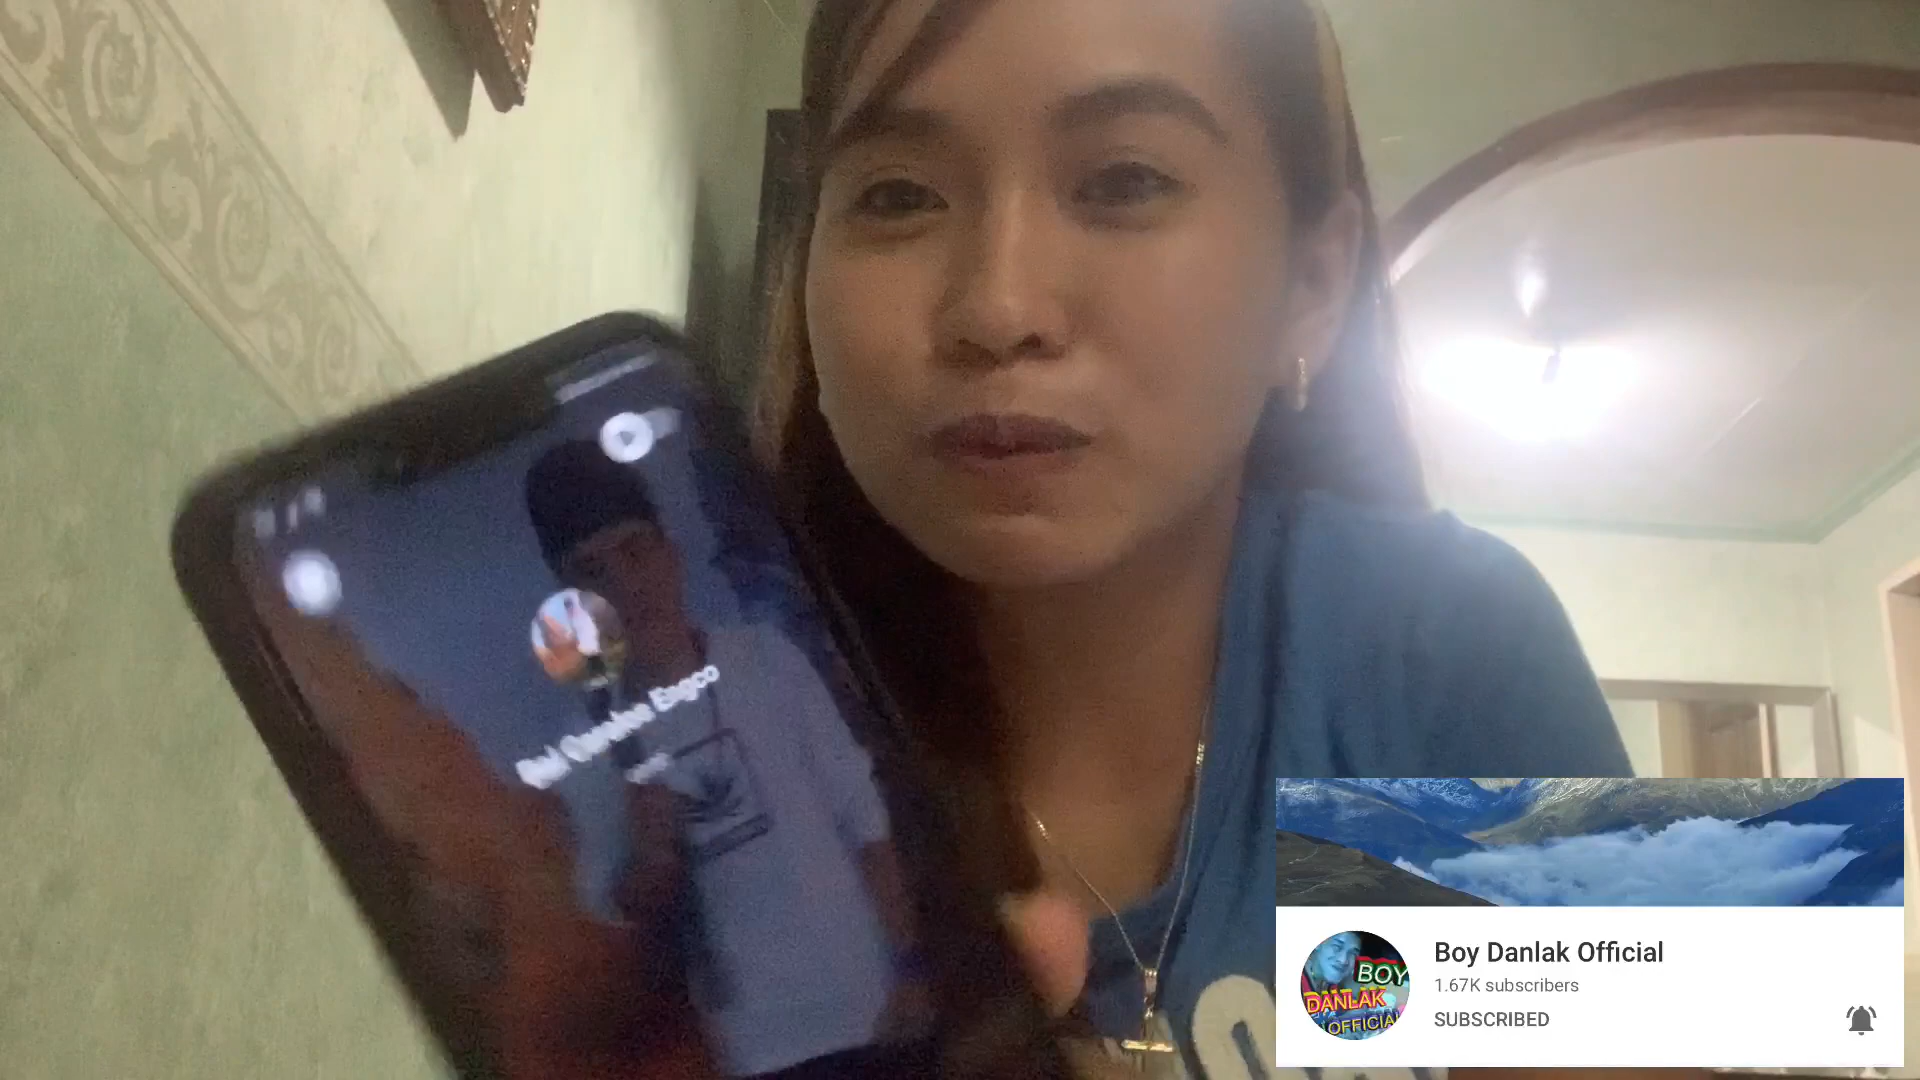 Boy Danlak Official
1.67K subscribers
SUBSCRIBED
BOY
DANLAK
OFFICIAL